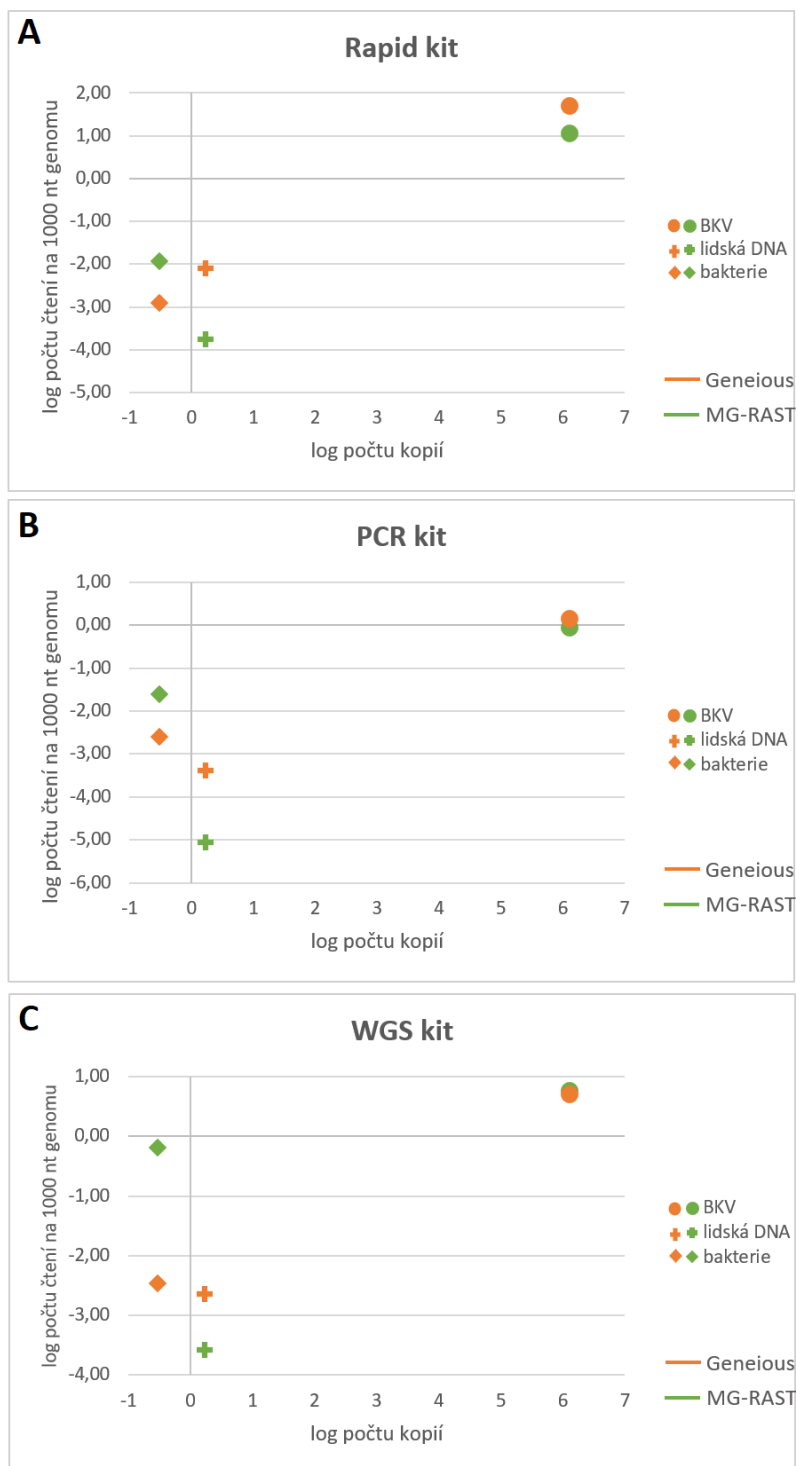 A
Rapid kit
log počtu čtení na 1000 nt genomu
2,00
1,00
0,00
-1,00
-2,00
-3,00
-4,00
-5,00
-1 0 1 2 3 4 5 6 7
log počtu kopií
BKV
lidská DNA
bakterie
Geneious
MG-RAST
B
PCR kit
log počtu čtení na 1000 nt genomu
1,00
0,00
-1,00
-2,00
-3,00
-4,00
-5,00
-6,00
-1 0 1 2 3 4 5 6 7
log počtu kopií
BKV
lidská DNA
bakterie
Geneious
MG-RAST
C
WGS kit
log počtu čtení na 1000 nt genomu
1,00
0,00
-1,00
-2,00
-3,00
-4,00
-1 0 1 2 3 4 5 6 7
log počtu kopií
BKV
lidská DNA
bakterie
Geneious
MG-RAST